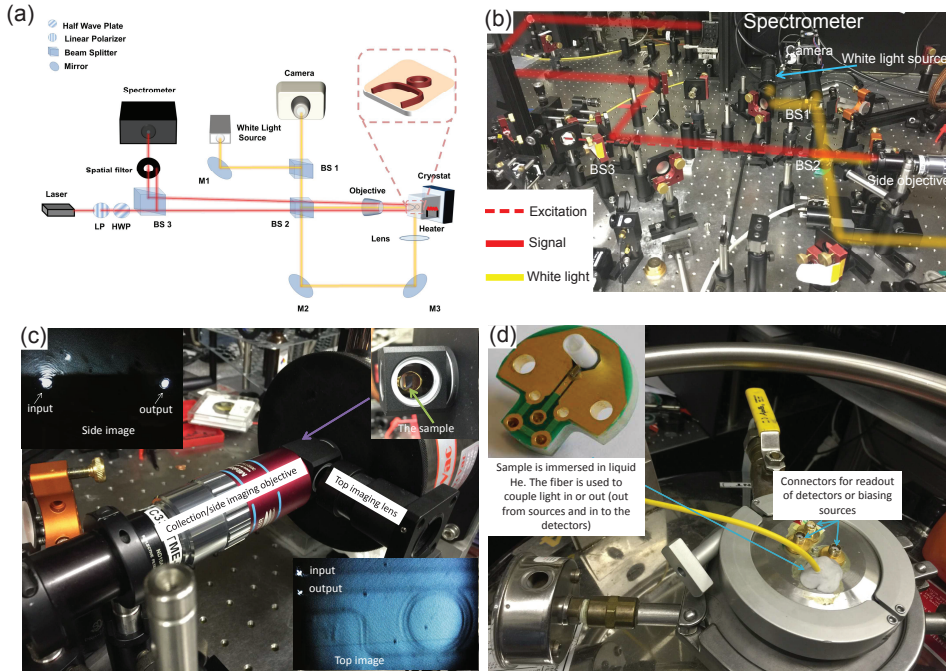 (a)
Half Wave Plate
Linear Polarizer
Beam Splitter
Mirror
Camera
Spectrometer
White Light
Source
M1
BS 1
Spatial filter
Laser
LP HWP
BS 3
BS 2
Objective
Cryostat
Heater
Lens
M2
M3
(b)
Spectrometer
Camera
White light source
BS1
BS2
BS3
Side objective
Excitation
Signal
White light
(c)
input
output
Side image
The sample
Collection/side imaging objective
Top imaging lens
input
output
Top image
(d)
Sample is immersed in liquid
He. The fiber is used to
couple light in or out (out
from sources and in to the
detectors)
Connectors for readout
of detectors or biasing
sources